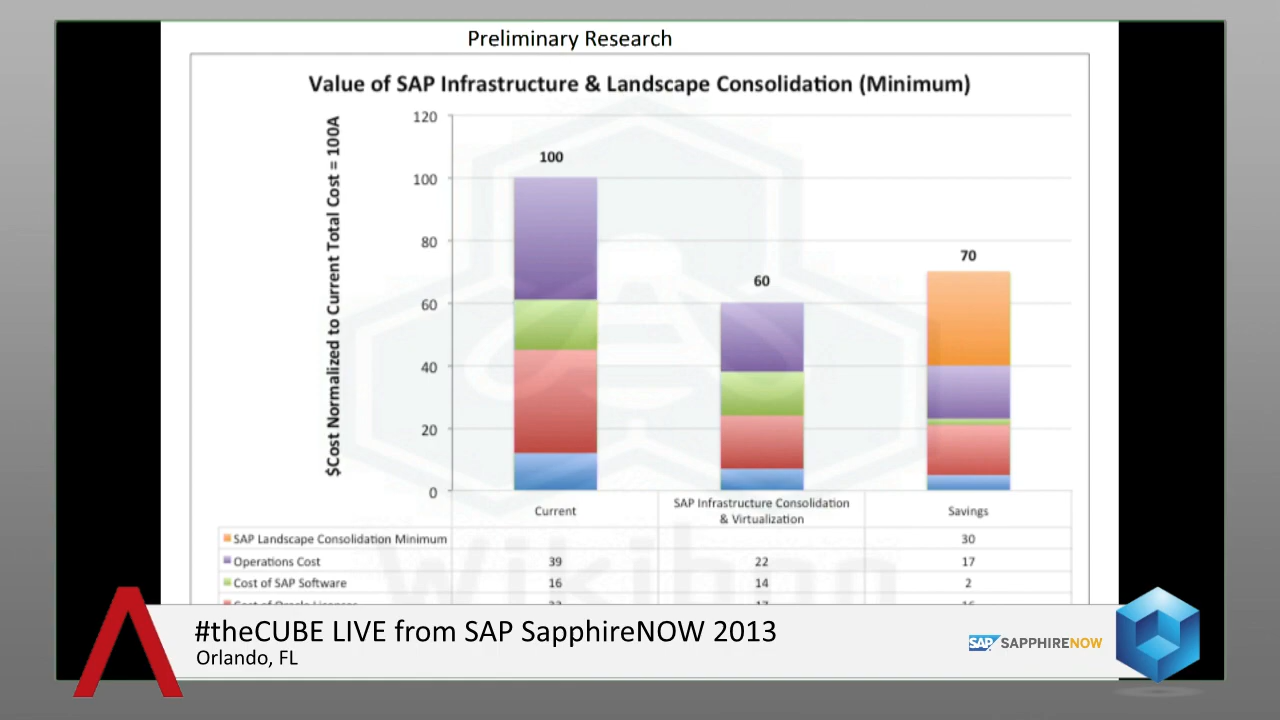 Preliminary Research
Value of SAP Infrastructure & Landscape Consolidation (Minimum)
$Cost Normalized to Current Total Cost = 100A
120
100
80
60
40
20
0
100
60
70
Current
SAP Infrastructure Consolidation
& Virtualization
Savings
SAP Landscape Consolidation Minimum 30
Operations Cost 39 22 17
Cost of SAP Software 16 14 2
Wikibon
#theCUBE LIVE from SAP SapphireNOW 2013
Orlando, FL
SAP SAPPHIRENOW